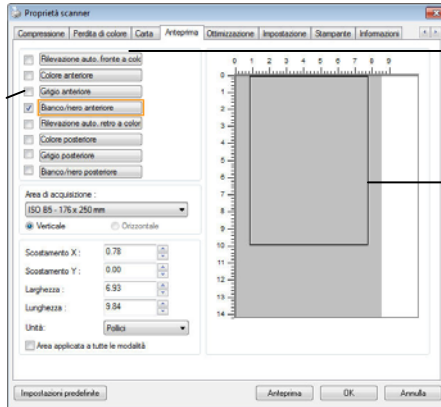 Proprietà scanner
Compressione Perdita di colore Carta Anteprima Ottimizzazione Impostazione Stampante Informazioni
Rilevazione auto. fronte a colo
Colore anteriore
Grigio anteriore
Bianco/nero anteriore
Rilevazione auto. retro a color
Colore posteriore
Grigio posteriore
Bianco/nero posteriore
Area di acquisizione :
ISO B5 - 176 x 250 mm
Verticale Orizzontale
Scostamento X : 0.78
Scostamento Y : 0.00
Larghezza : 6.93
Lunghezza : 9.84
Unità: Pollici
Area applicata a tutte le modalità
0 1 2 3 4 5 6 7 8 9
0
1
2
3
4
5
6
7
8
9
10
11
12
13
14
Impostazioni predefinite Anteprima OK Annulla